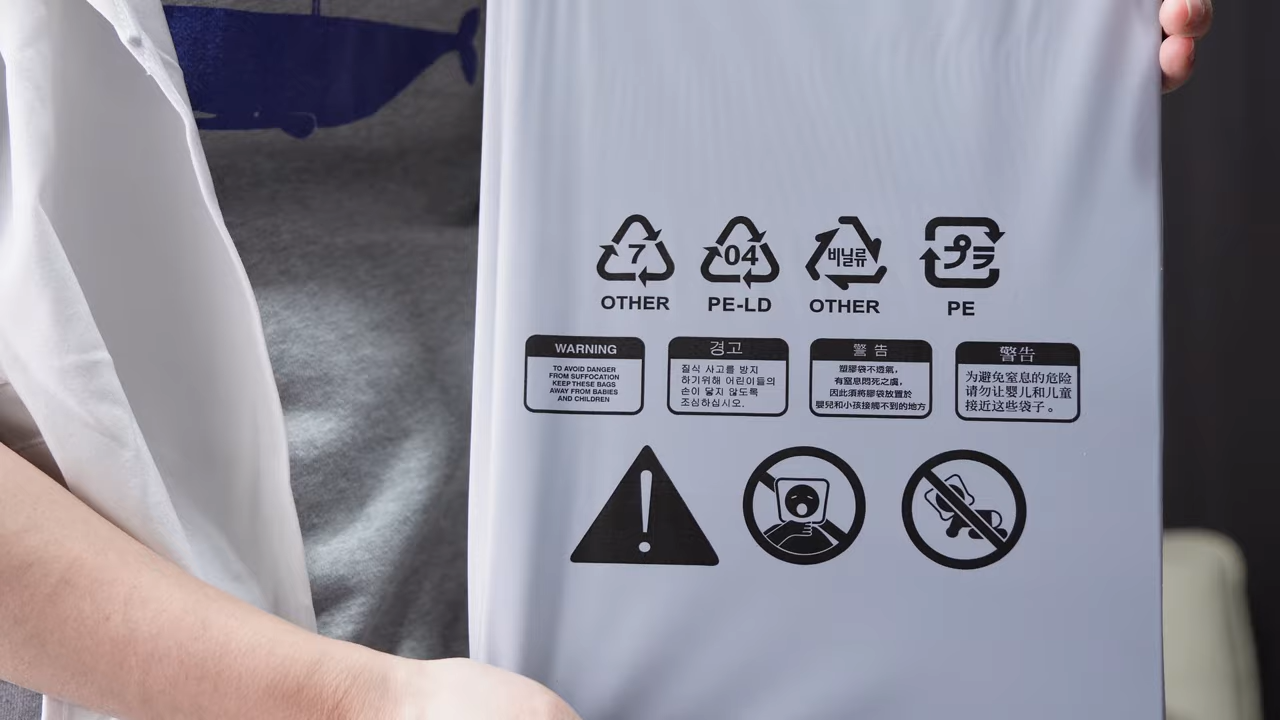 7
04
비닐류
プラ
OTHER
PE-LD
OTHER
PE
WARNING
TO AVOID DANGER
FROM SUFFOCATION
KEEP THESE BAGS
AWAY FROM BABIES
AND CHILDREN
경고
질식 사고를 방지
하기위해 어린이들의
손이 닿지 않도록
조심하십시오.
警告
塑膠袋不透氣,
有窒息悶死之虞,
因此須將膠袋放置於
嬰兒和小孩接觸不到的地方
警告
为避免窒息的危险
请勿让婴儿和儿童
接近这些袋子。